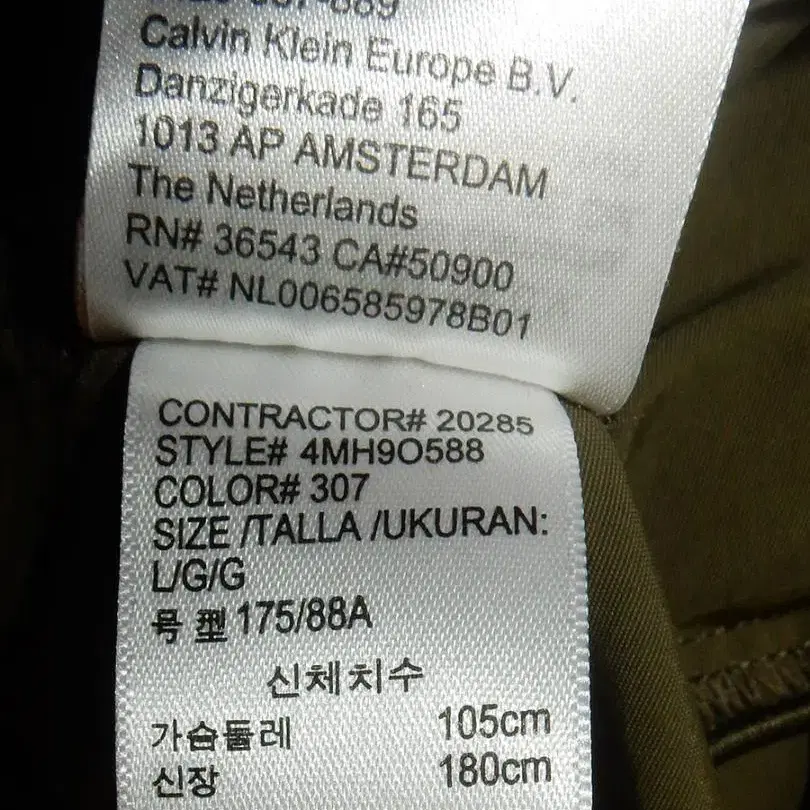 Calvin Klein Europe B.V.
Danzigerkade 165
1013 AP AMSTERDAM
The Netherlands
RN# 36543 CA#50900
VAT# NL006585978B01
CONTRACTOR# 20285
STYLE# 4MH9O588
COLOR# 307
SIZE /TALLA /UKURAN:
L/G/G
号 型 175/88A
신체치수
가슴둘레 105cm
신장 180cm